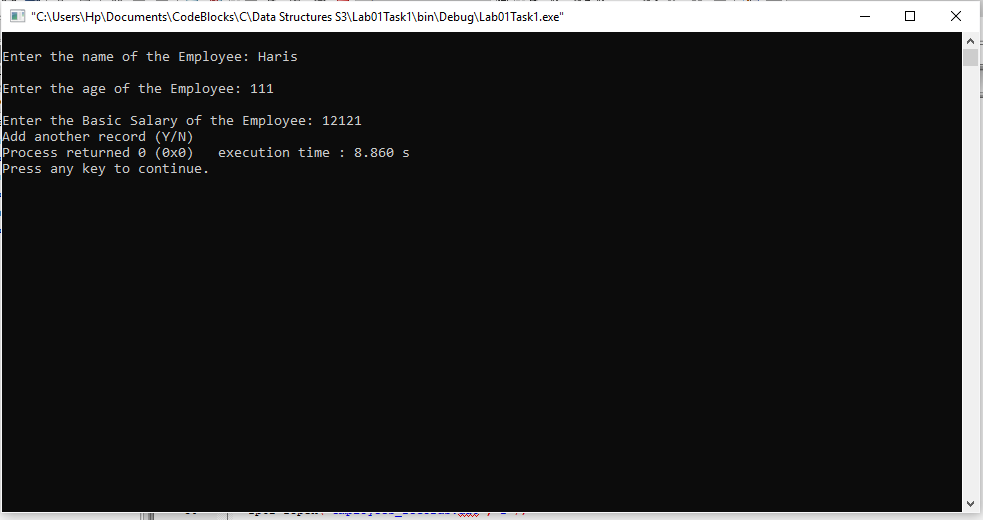 "C:\Users\Hp\Documents\CodeBlocks\C\Data Structures S3\Lab01Task1\bin\Debug\Lab01Task1.exe"
Enter the name of the Employee: Haris
Enter the age of the Employee: 111
Enter the Basic Salary of the Employee: 12121
Add another record (Y/N)
Process returned 0 (0x0)   execution time : 8.860 s
Press any key to continue.